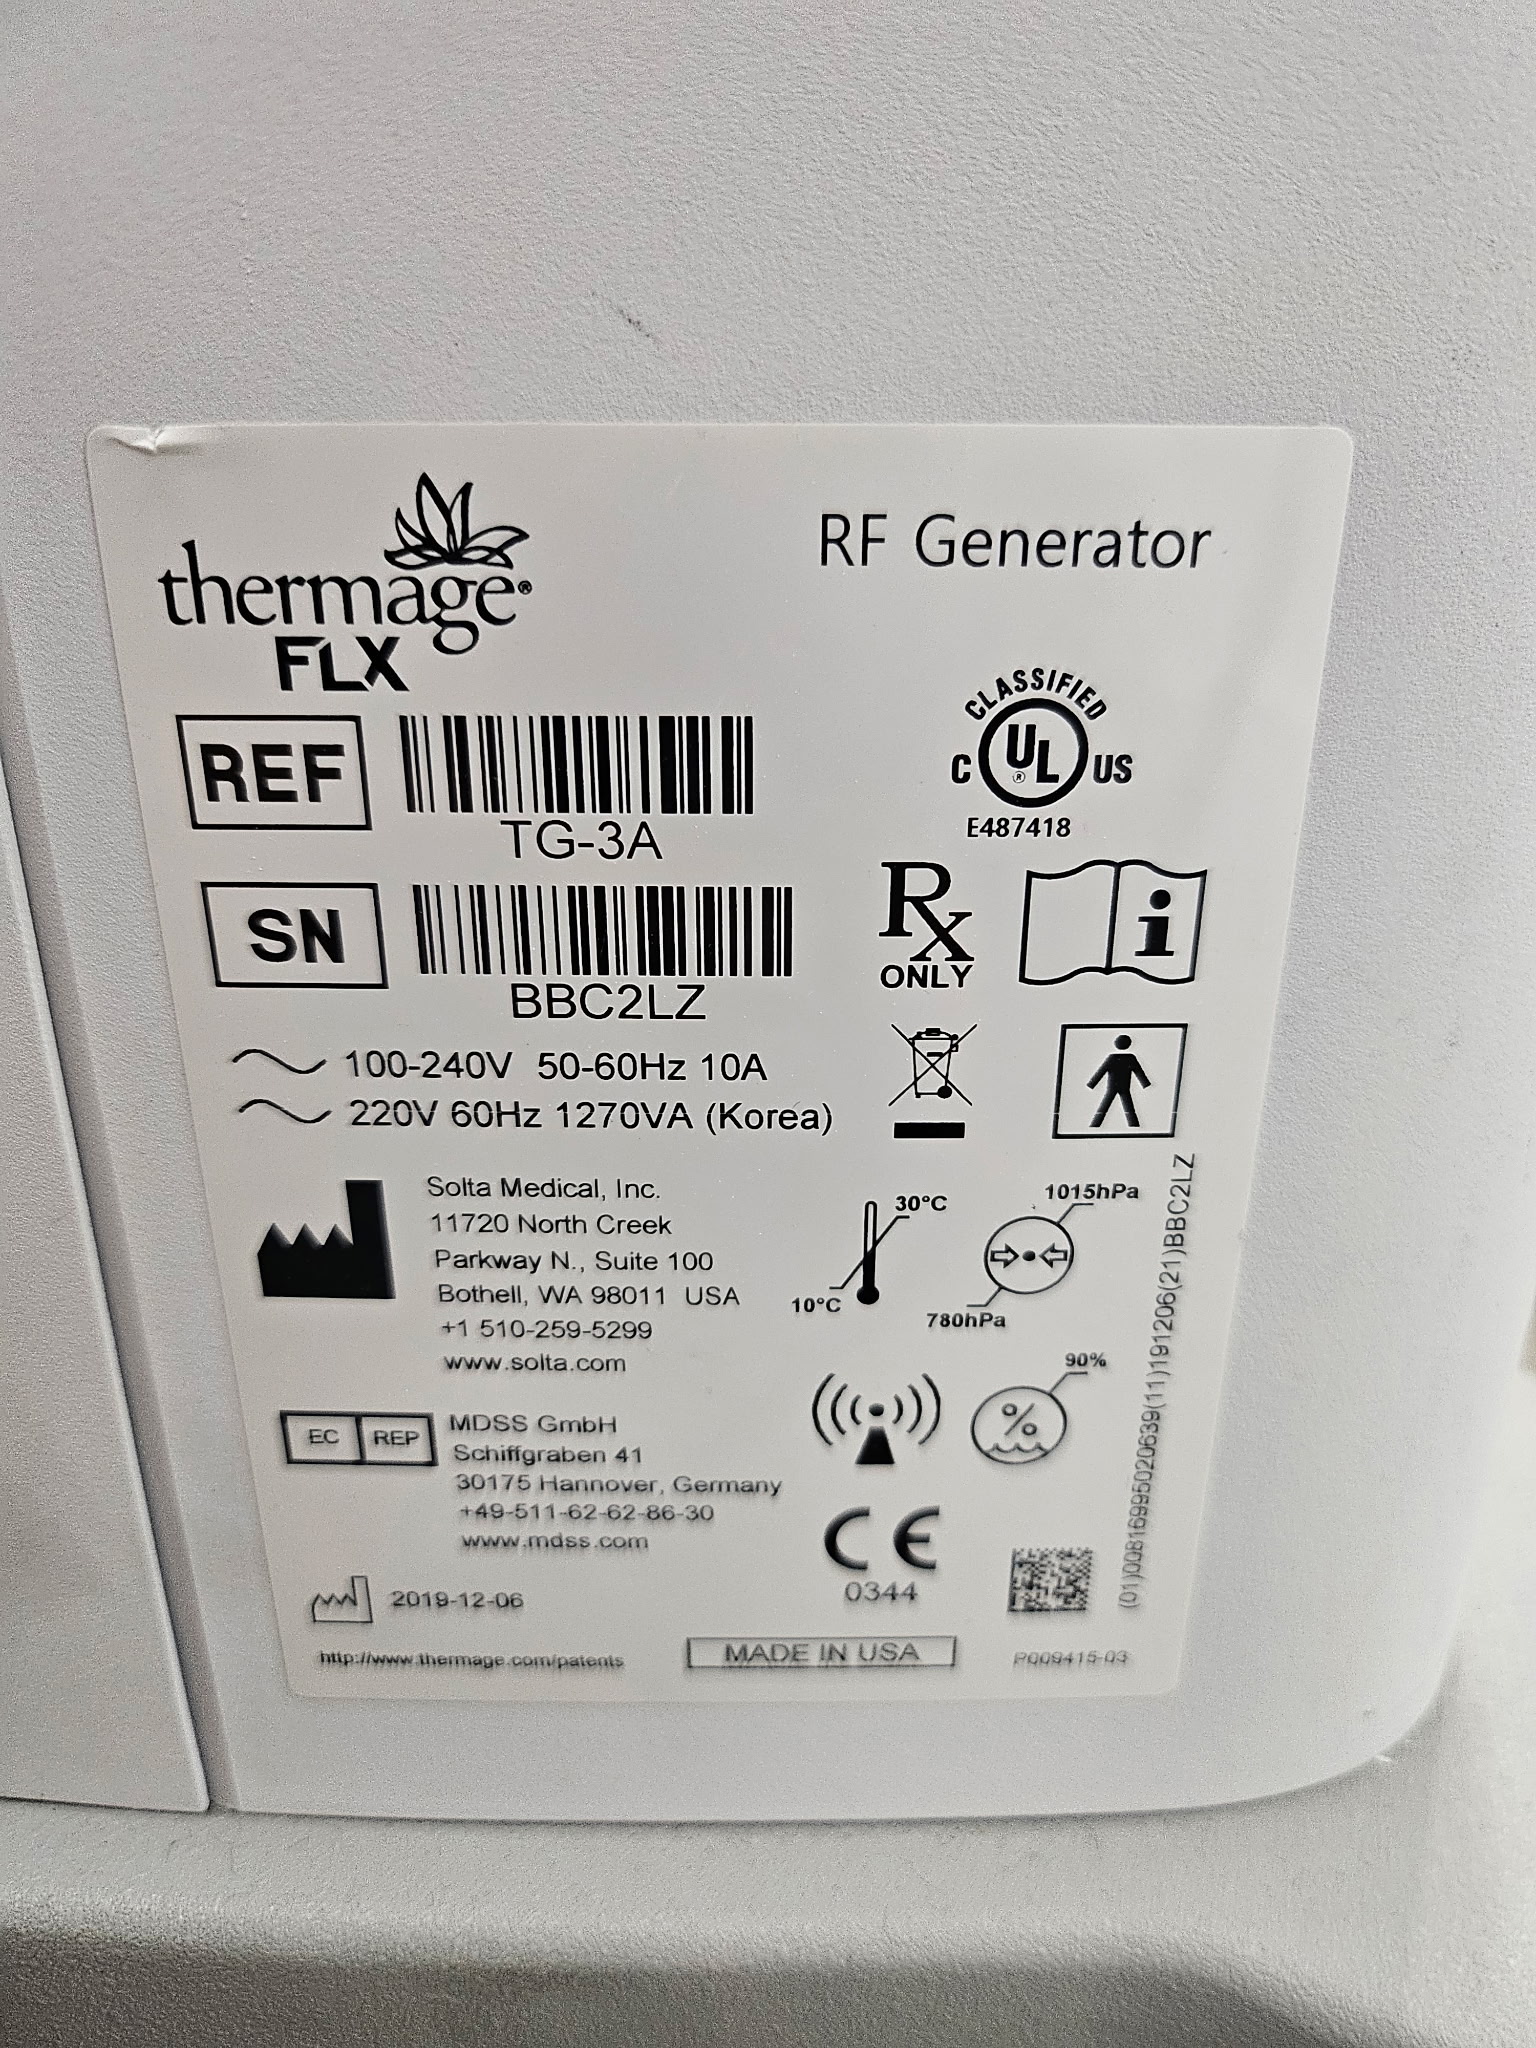 thermage®
FLX
RF Generator
CLASSIFIED
C UL® US
E487418
REF
TG-3A
SN
BBC2LZ
Rx
ONLY
i
100-240V 50-60Hz 10A
220V 60Hz 1270VA (Korea)
Solta Medical, Inc.
11720 North Creek
Parkway N., Suite 100
Bothell, WA 98011 USA
+1 510-259-5299
www.solta.com
30°C
10°C
1015hPa
780hPa
90%
%
EC REP
MDSS GmbH
Schiffgraben 41
30175 Hannover, Germany
+49-511-62-62-86-30
www.mdss.com
CE
0344
2019-12-06
(01)00816995020639(11)191206(21)BBC2LZ
http://www.thermage.com/patents
MADE IN USA
P009415-03